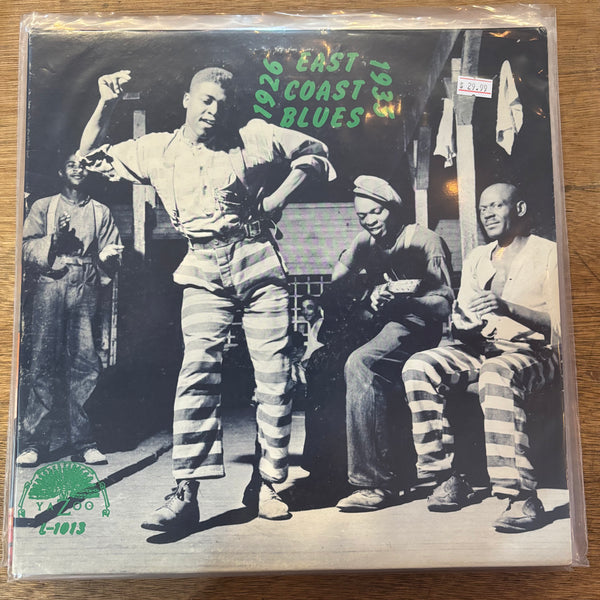 1926
EAST
COAST
BLUES
1935
$ 29.99
YAZOO
L-1013